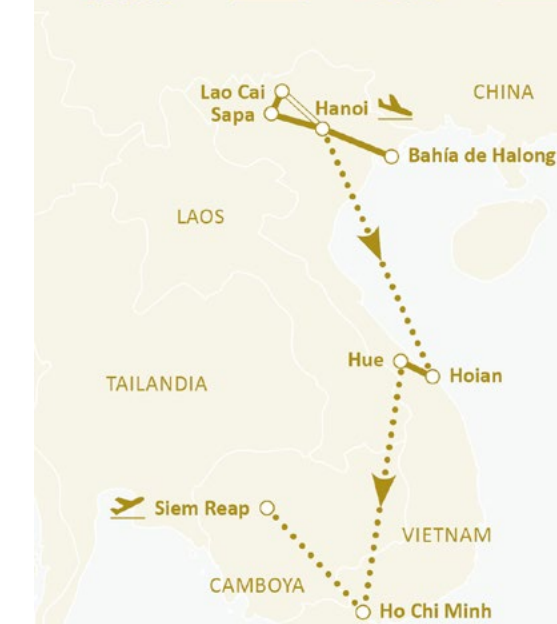 Lao Cai
CHINA
Sapa
Hanoi
Bahía de Halong
LAOS
Hue
Hoian
TAILANDIA
Siem Reap
VIETNAM
CAMBOYA
Ho Chi Minh